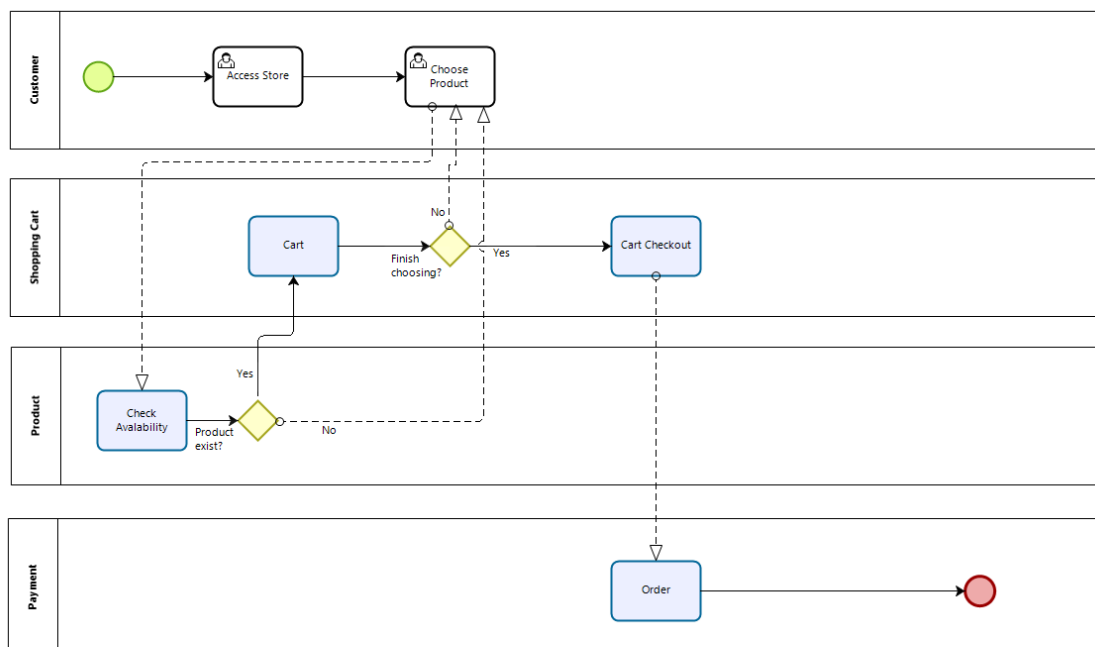 Customer
Access Store
Choose
Product
Shopping Cart
No
Cart
Finish
choosing?
Yes
Cart Checkout
Product
Yes
Check
Avalability
Product
exist?
No
Payment
Order